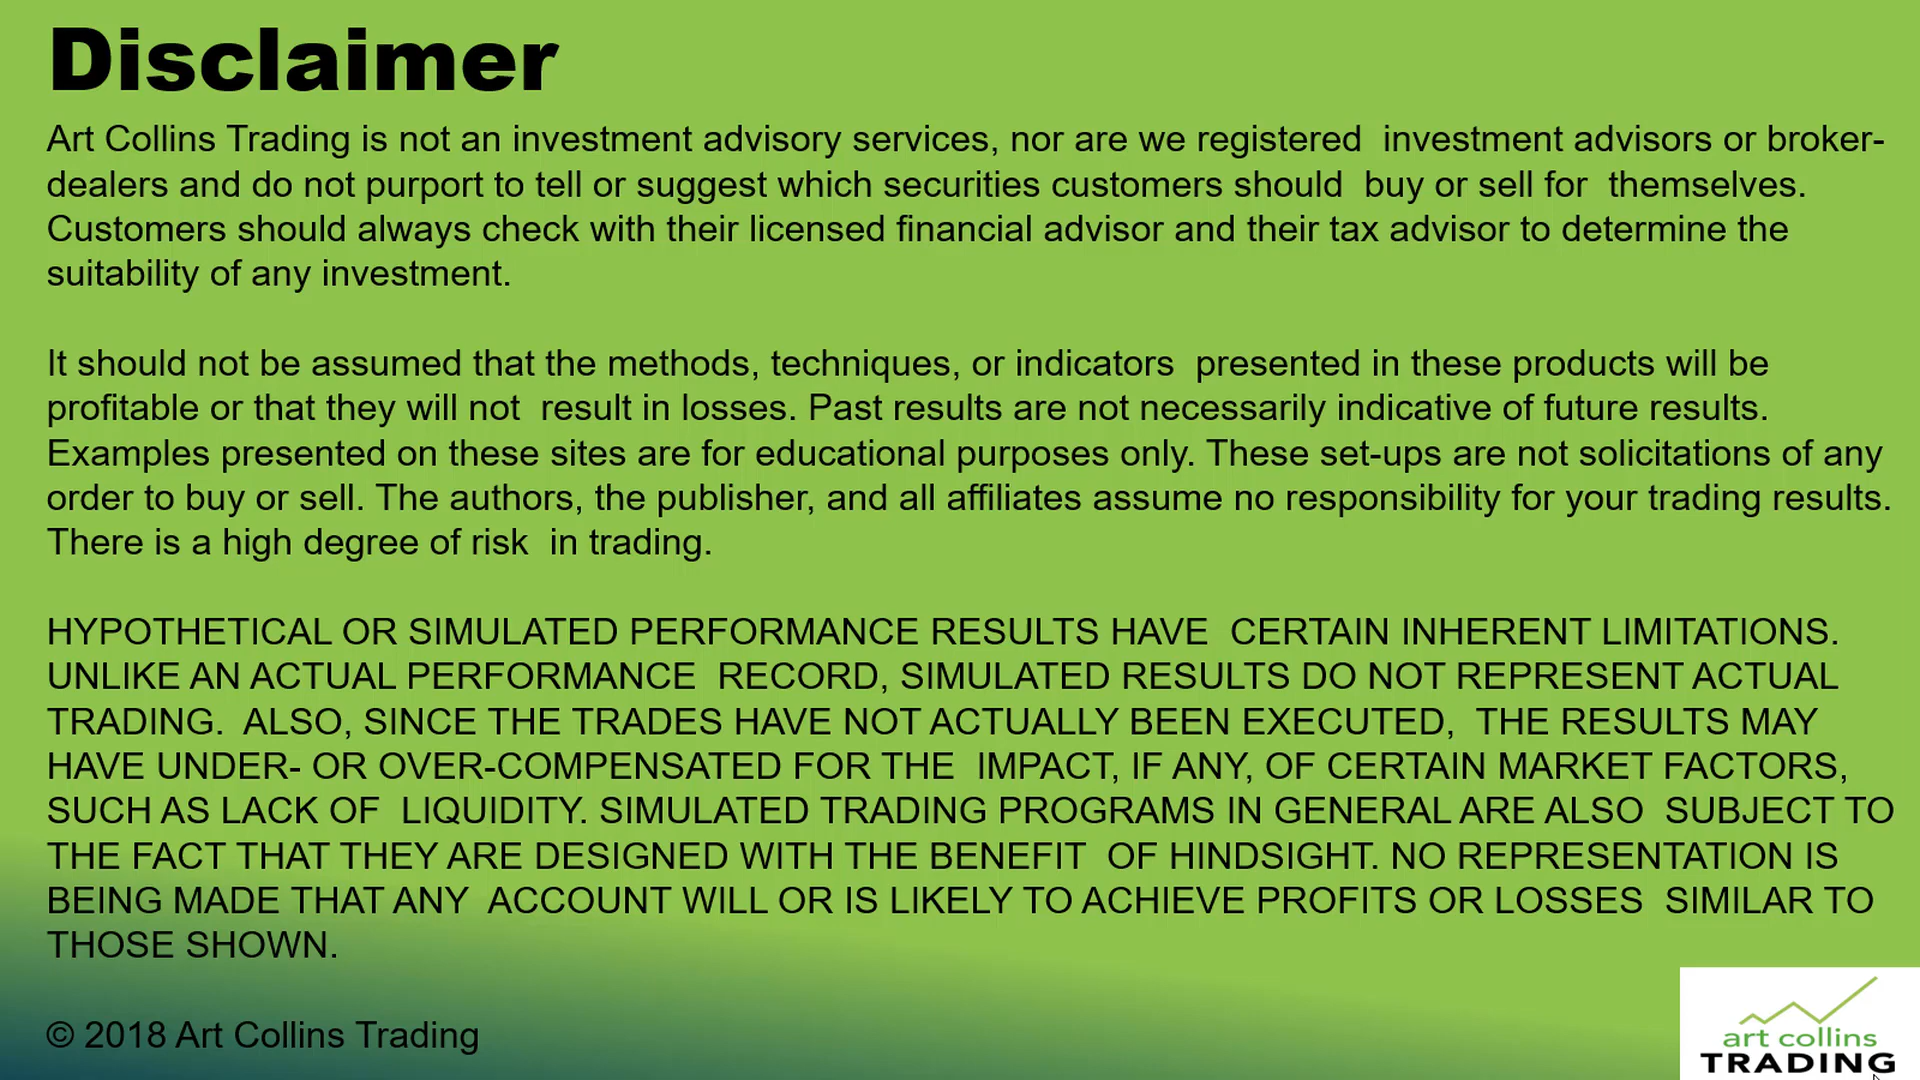 Disclaimer
Art Collins Trading is not an investment advisory services, nor are we registered  investment advisors or broker-
dealers and do not purport to tell or suggest which securities customers should  buy or sell for  themselves.
Customers should always check with their licensed financial advisor and their tax advisor to determine the
suitability of any investment.
It should not be assumed that the methods, techniques, or indicators  presented in these products will be
profitable or that they will not  result in losses. Past results are not necessarily indicative of future results.
Examples presented on these sites are for educational purposes only. These set-ups are not solicitations of any
order to buy or sell. The authors, the publisher, and all affiliates assume no responsibility for your trading results.
There is a high degree of risk  in trading.
HYPOTHETICAL OR SIMULATED PERFORMANCE RESULTS HAVE  CERTAIN INHERENT LIMITATIONS.
UNLIKE AN ACTUAL PERFORMANCE  RECORD, SIMULATED RESULTS DO NOT REPRESENT ACTUAL
TRADING.  ALSO, SINCE THE TRADES HAVE NOT ACTUALLY BEEN EXECUTED,  THE RESULTS MAY
HAVE UNDER- OR OVER-COMPENSATED FOR THE  IMPACT, IF ANY, OF CERTAIN MARKET FACTORS,
SUCH AS LACK OF  LIQUIDITY. SIMULATED TRADING PROGRAMS IN GENERAL ARE ALSO  SUBJECT TO
THE FACT THAT THEY ARE DESIGNED WITH THE BENEFIT  OF HINDSIGHT. NO REPRESENTATION IS
BEING MADE THAT ANY  ACCOUNT WILL OR IS LIKELY TO ACHIEVE PROFITS OR LOSSES  SIMILAR TO
THOSE SHOWN.
© 2018 Art Collins Trading
art collins
TRADING